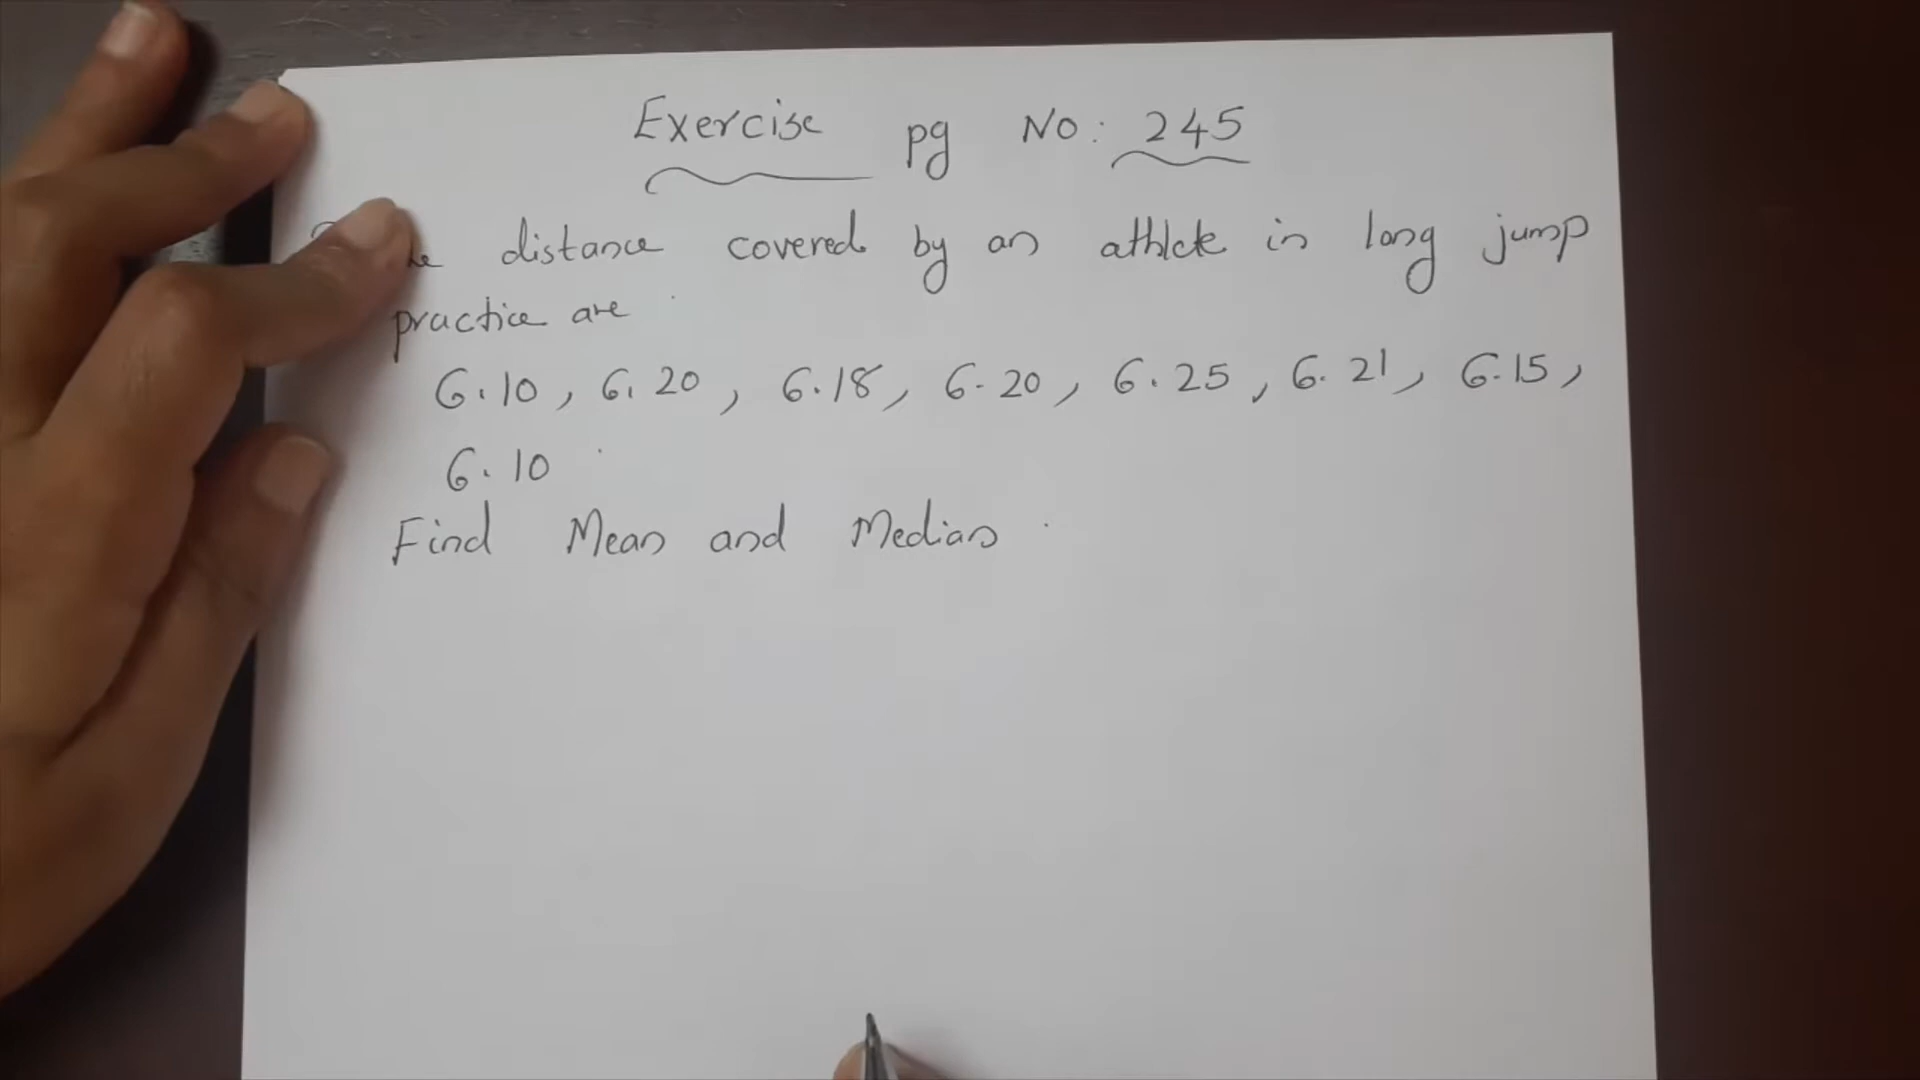 Exercise pg No: 245
distance covered by an athlete in long jump
practice are
6.10, 6.20, 6.18, 6.20, 6.25, 6.21, 6.15,
6.10
Find Mean and Median